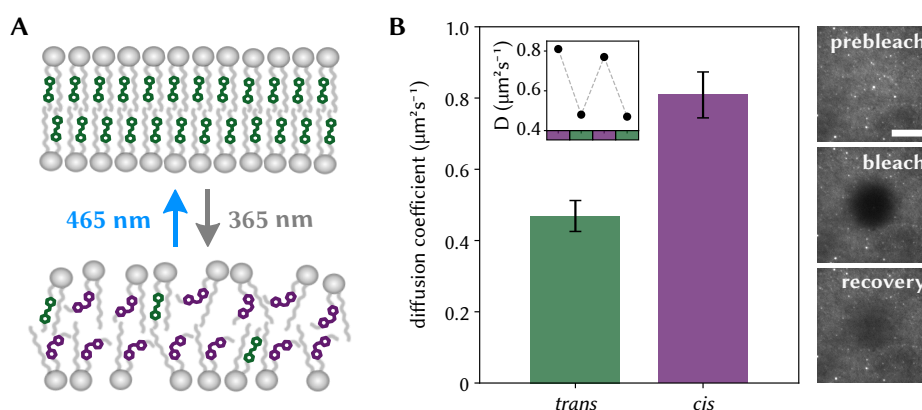 A
465 nm
365 nm
B
diffusion coefficient (μm²s⁻¹)
1.0
0.8
0.6
0.4
0.2
0
D (μm²s⁻¹)
0.8
0.6
0.4
trans
cis
prebleach
bleach
recovery